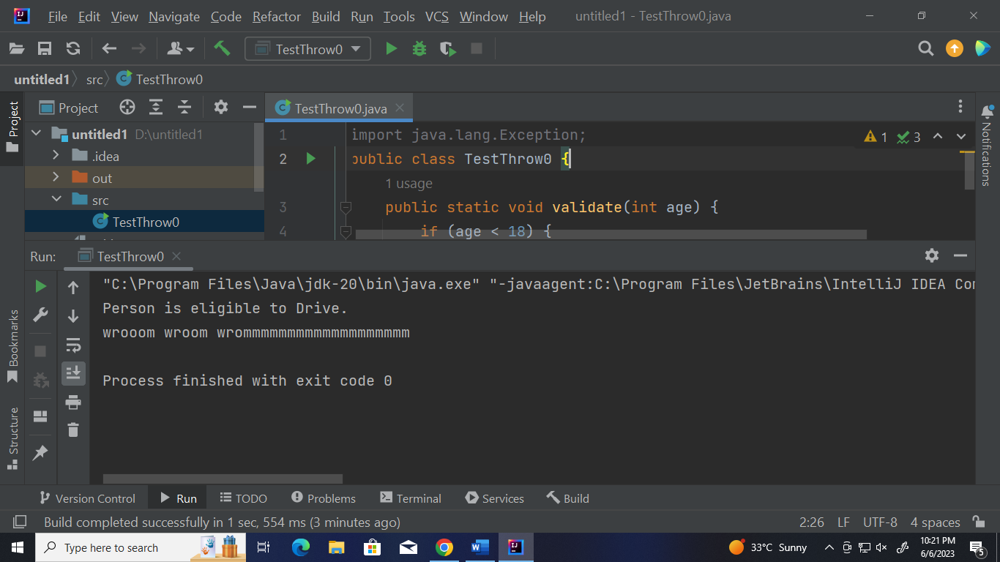 File Edit View Navigate Code Refactor Build Run Tools VCS Window Help untitled1 - TestThrow0.java
TestThrow0
untitled1 src TestThrow0
Project
Project
TestThrow0.java
untitled1 D:\untitled1
.idea
out
src
TestThrow0
1 import java.lang.Exception;
2 public class TestThrow0 {
1 usage
3 public static void validate(int age) {
4 if (age < 18) {
1 3
Notifications
Run: TestThrow0
"C:\Program Files\Java\jdk-20\bin\java.exe" "-javaagent:C:\Program Files\JetBrains\IntelliJ IDEA Com
Person is eligible to Drive.
wrooom wroom wrommmmmmmmmmmmmmmmmmm
Process finished with exit code 0
Bookmarks
Structure
Version Control Run TODO Problems Terminal Services Build
Build completed successfully in 1 sec, 554 ms (3 minutes ago) 2:26 LF UTF-8 4 spaces
Type here to search
33°C Sunny
10:21 PM
6/6/2023
5